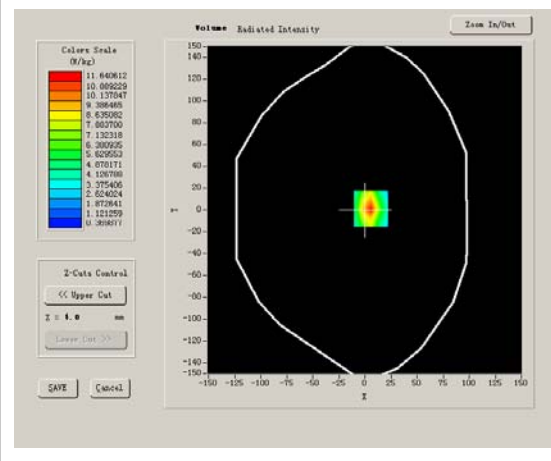 Volume Radiated Intensity
Zoom In/Out
Colors Scale
(W/kg)
11.640612
10.889229
10.137847
9.386465
8.635082
7.883700
7.132318
6.380935
5.629553
4.878171
4.126788
3.375406
2.624024
1.872641
1.121259
0.369877
Z-Cuts Control
<< Upper Cut
Z = 4.0 mm
Lower Cut >>
SAVE
Cancel
150
140
120
100
80
60
40
20
0
-20
-40
-60
-80
-100
-120
-140
-150
Y
-150 -125 -100 -75 -50 -25 0 25 50 75 100 125 150
X